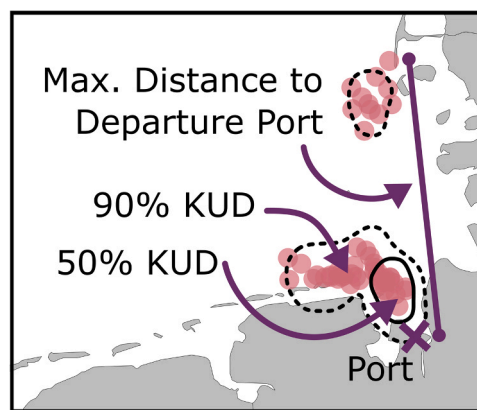 Max. Distance to
Departure Port
90% KUD
50% KUD
Port